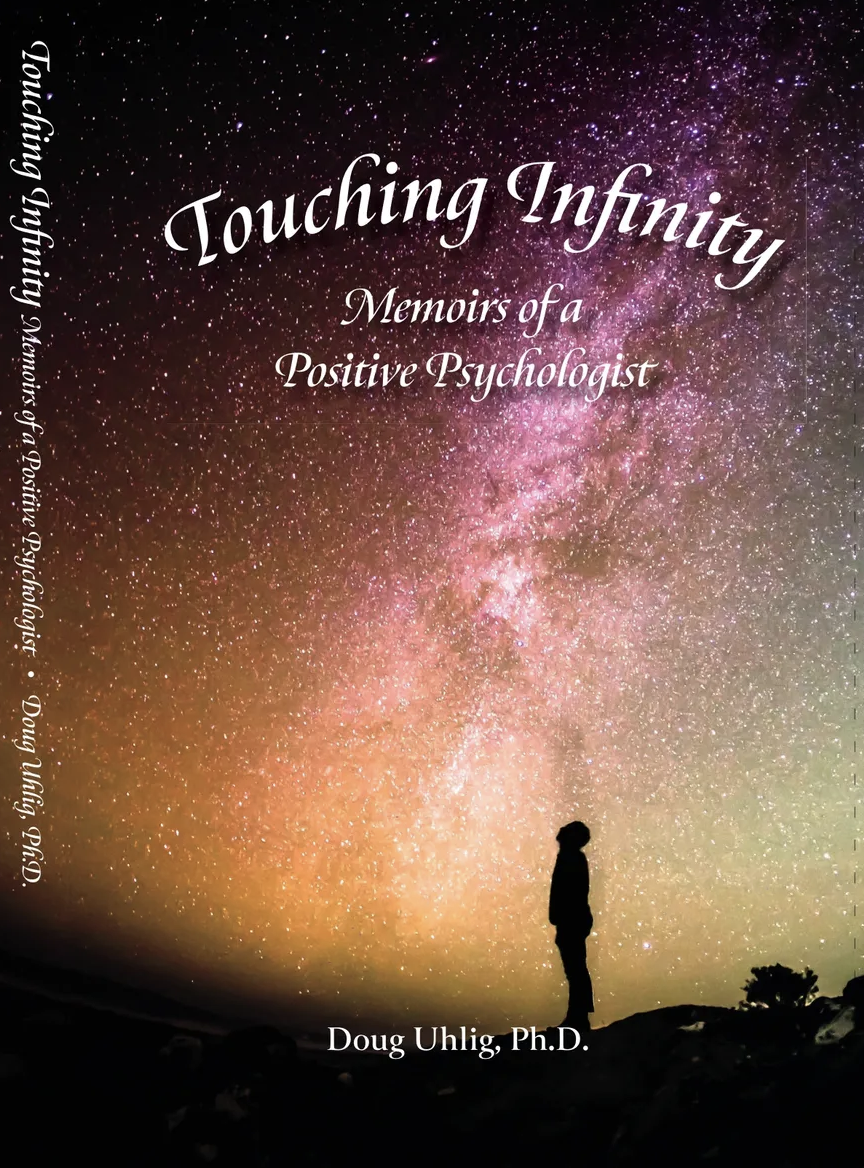 Touching Infinity Memoirs of a Positive Psychologist • Doug Uhlig, Ph.D.
Touching Infinity
Memoirs of a
Positive Psychologist
Doug Uhlig, Ph.D.